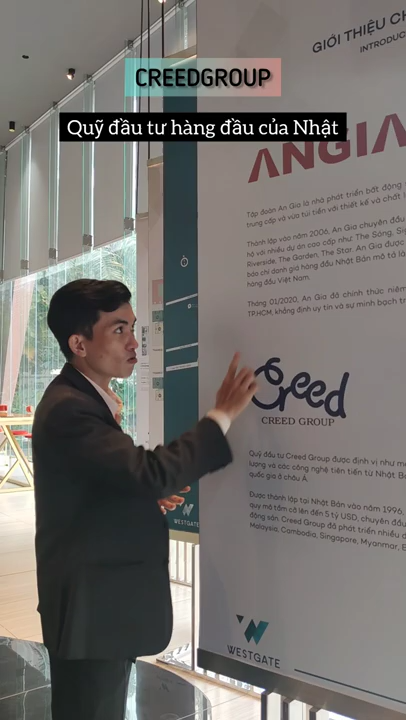 GIỚI THIỆU
CREEDGROUP
Quỹ đầu tư hàng đầu của Nhật
ANGIA
Tập đoàn An Gia là nhà phát triển bất động
trung cấp và vừa túi tiền với thiết kế và chất
Thành lập vào năm 2006, An Gia chuyên đầu
hộ với nhiều dự án cao cấp như: The Sóng,
Riverside, The Garden, The Star. An Gia được
báo chí danh giá hàng đầu Nhật Bản mô tả là
hàng đầu Việt Nam.
Tháng 01/2020, An Gia đã chính thức niêm
TP.HCM, khẳng định uy tín và sự minh bạch
Creed
CREED GROUP
Quỹ đầu tư Creed Group được định vị như
lượng và các công nghệ tiên tiến từ Nhật
quốc gia ở châu Á.
Được thành lập tại Nhật Bản vào năm 1996,
quy mô tầm cỡ lên đến 5 tỷ USD, chuyên đầu
động sản. Creed Group đã phát triển nhiều
Malaysia, Cambodia, Singapore, Myanmar,
WESTGATE
WESTGATE